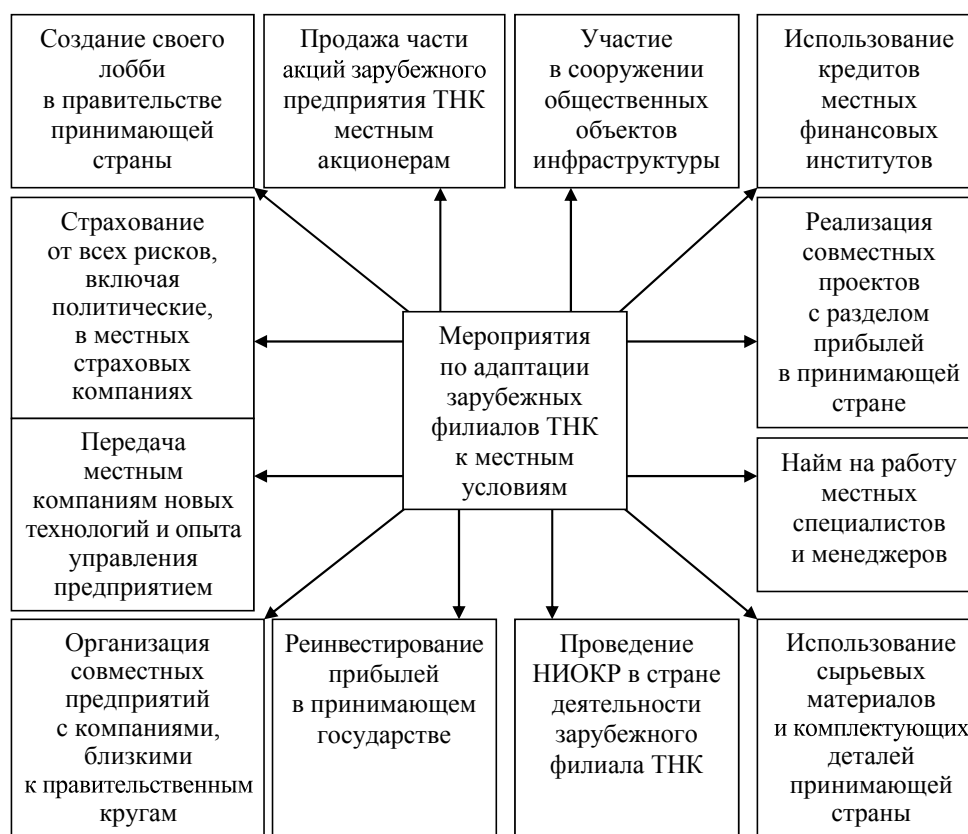 Создание своего
лобби
в правительстве
принимающей
страны
Продажа части
акций зарубежного
предприятия ТНК
местным
акционерам
Участие
в сооружении
общественных
объектов
инфраструктуры
Использование
кредитов
местных
финансовых
институтов
Страхование
от всех рисков,
включая
политические,
в местных
страховых
компаниях
Мероприятия
по адаптации
зарубежных
филиалов ТНК
к местным
условиям
Реализация
совместных
проектов
с разделом
прибылей
в принимающей
стране
Передача
местным
компаниям новых
технологий и опыта
управления
предприятием
Найм на работу
местных
специалистов
и менеджеров
Организация
совместных
предприятий
с компаниями,
близкими
к правительственным
кругам
Реинвестирование
прибылей
в принимающем
государстве
Проведение
НИОКР в стране
деятельности
зарубежного
филиала ТНК
Использование
сырьевых
материалов
и комплектующих
деталей
принимающей
страны